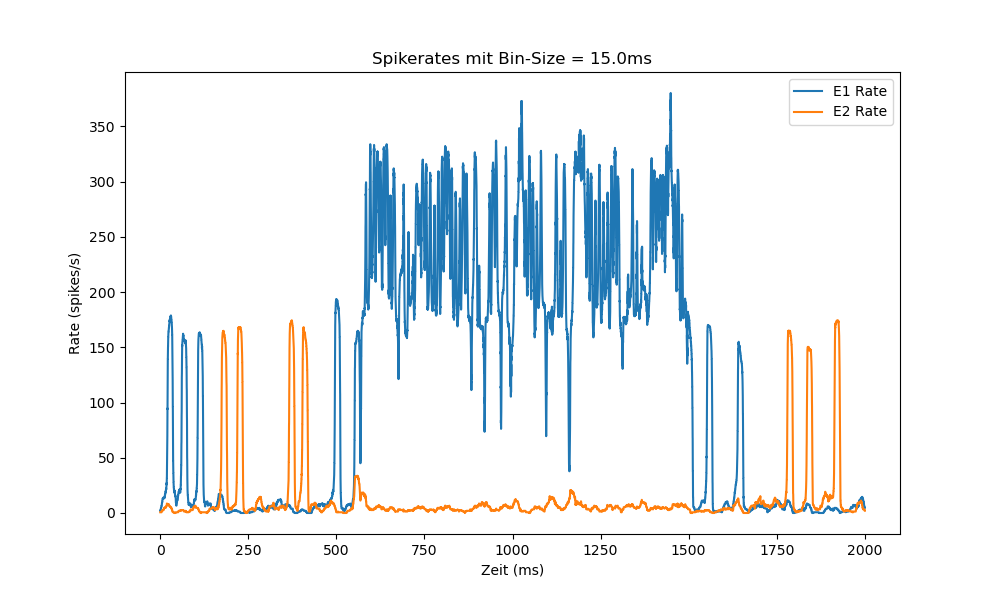 Spikerates mit Bin-Size = 15.0ms
E1 Rate
E2 Rate
Rate (spikes/s)
350
300
250
200
150
100
50
0
0 250 500 750 1000 1250 1500 1750 2000
Zeit (ms)